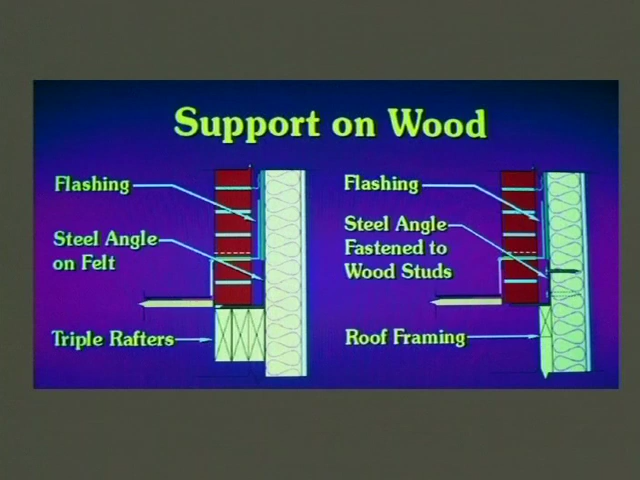 Support on Wood
Flashing
Steel Angle
on Felt
Triple Rafters
Flashing
Steel Angle
Fastened to
Wood Studs
Roof Framing